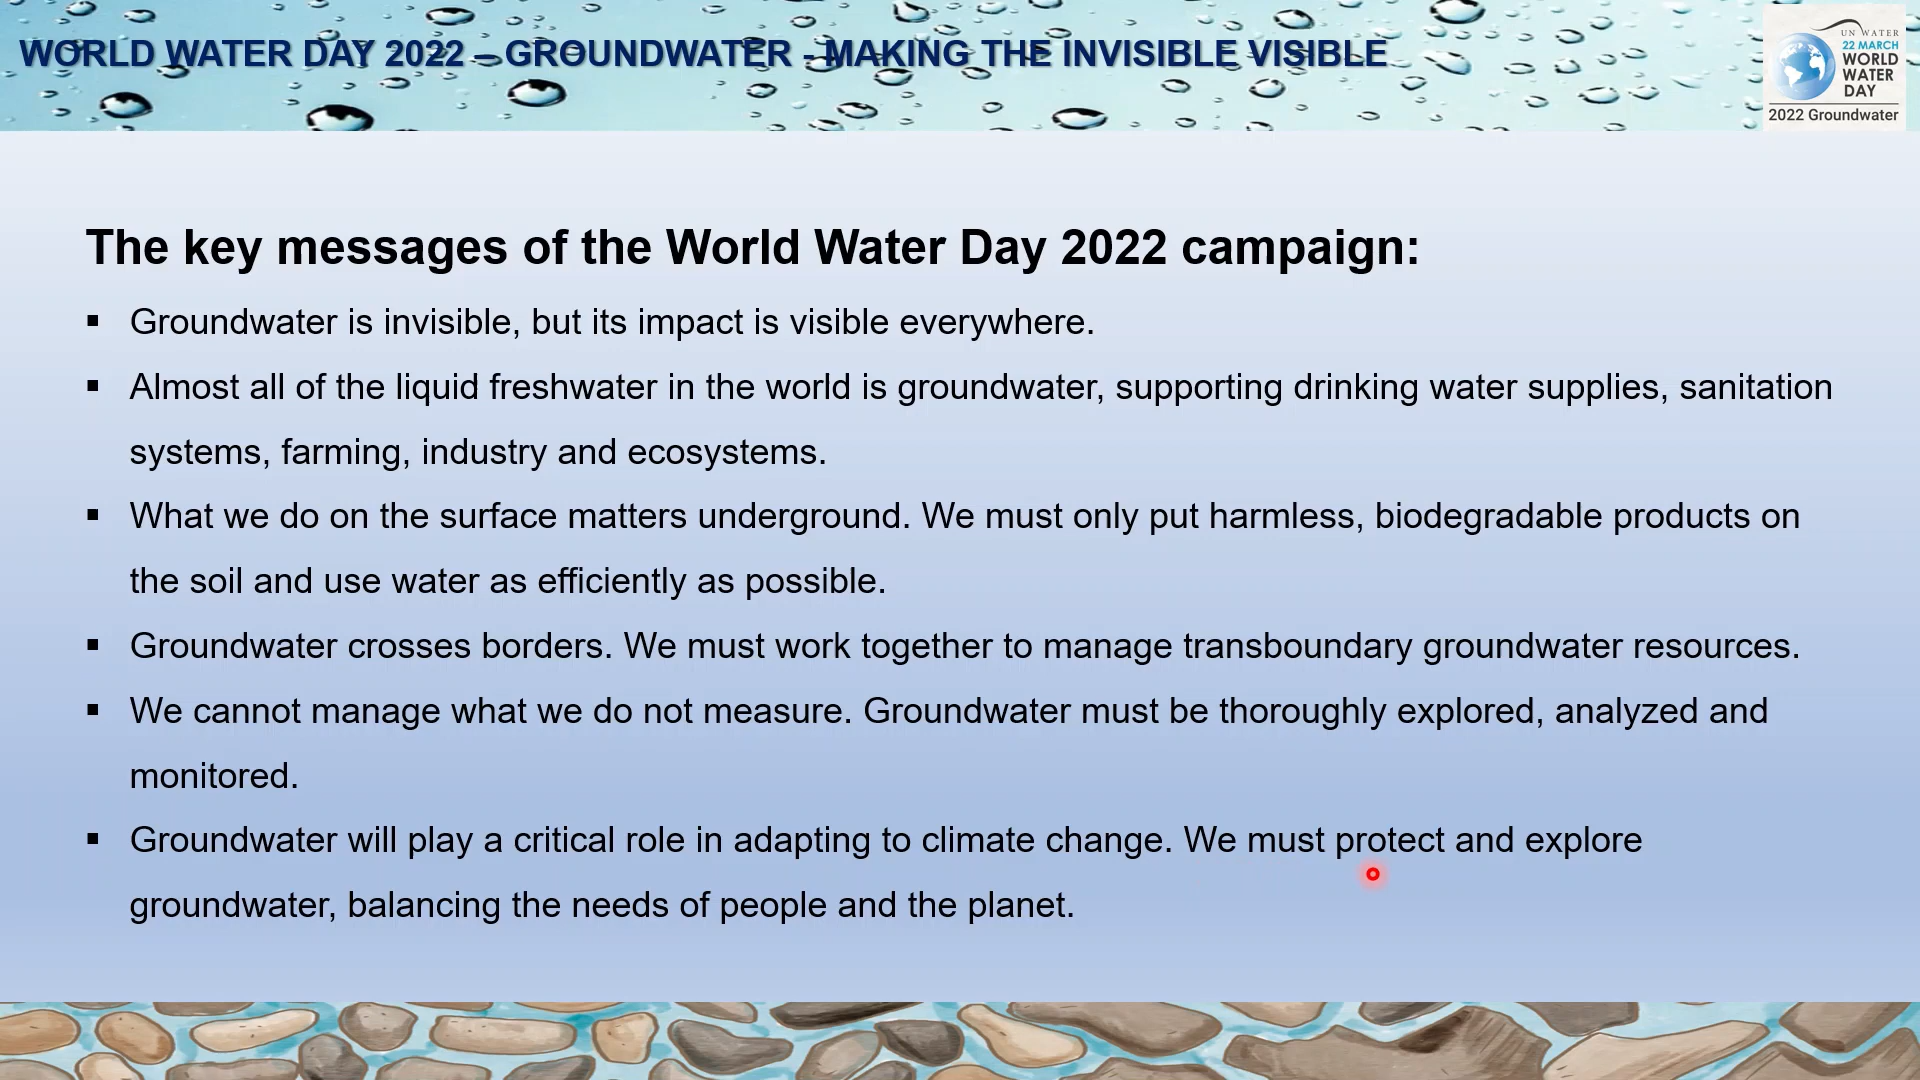 WORLD WATER DAY 2022 – GROUNDWATER - MAKING THE INVISIBLE VISIBLE
UN WATER
22 MARCH
WORLD
WATER
DAY
2022 Groundwater
The key messages of the World Water Day 2022 campaign:
▪ Groundwater is invisible, but its impact is visible everywhere.
▪ Almost all of the liquid freshwater in the world is groundwater, supporting drinking water supplies, sanitation
systems, farming, industry and ecosystems.
▪ What we do on the surface matters underground. We must only put harmless, biodegradable products on
the soil and use water as efficiently as possible.
▪ Groundwater crosses borders. We must work together to manage transboundary groundwater resources.
▪ We cannot manage what we do not measure. Groundwater must be thoroughly explored, analyzed and
monitored.
▪ Groundwater will play a critical role in adapting to climate change. We must protect and explore
groundwater, balancing the needs of people and the planet.